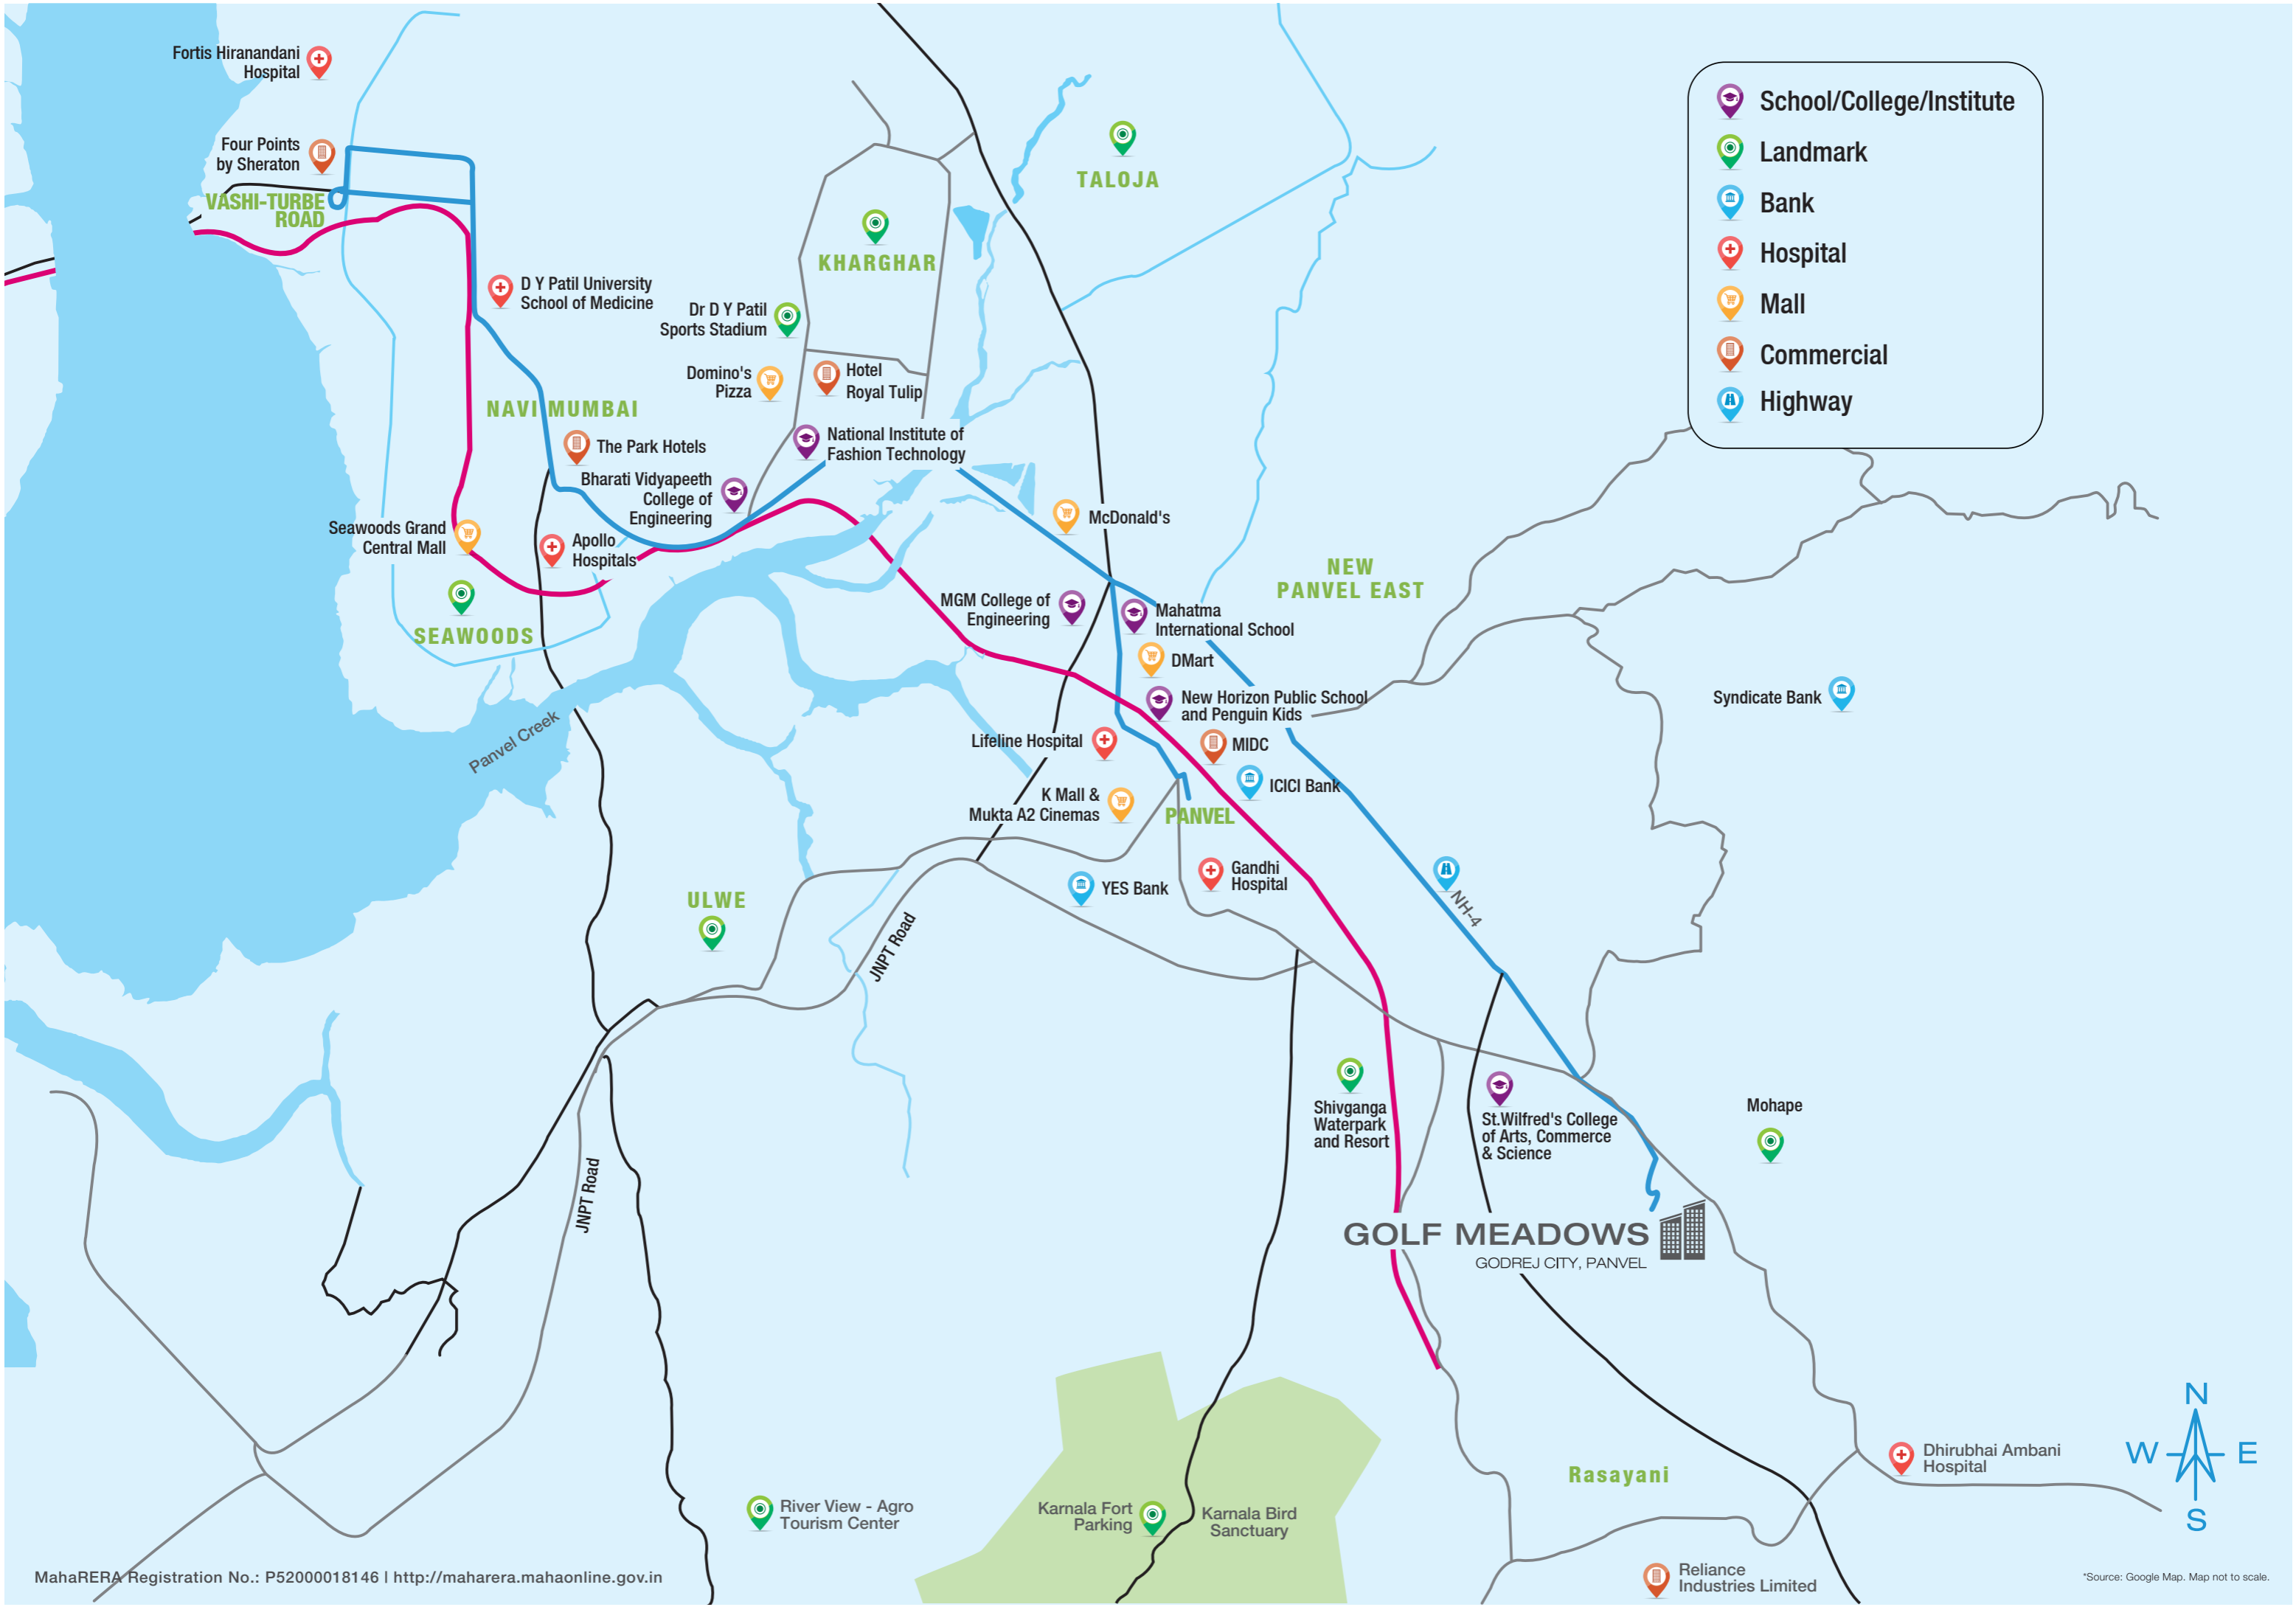 Fortis Hiranandani
Hospital
Four Points
by Sheraton
VASHI-TURBE
ROAD
D Y Patil University
School of Medicine
NAVI MUMBAI
The Park Hotels
Bharati Vidyapeeth
College of
Engineering
Seawoods Grand
Central Mall
Apollo
Hospitals
SEAWOODS
Panvel Creek
KHARGHAR
Dr D Y Patil
Sports Stadium
Domino's
Pizza
Hotel
Royal Tulip
National Institute of
Fashion Technology
TALOJA
McDonald's
NEW
PANVEL EAST
MGM College of
Engineering
Mahatma
International School
DMart
New Horizon Public School
and Penguin Kids
Lifeline Hospital
MIDC
ICICI Bank
K Mall &
Mukta A2 Cinemas
PANVEL
Gandhi
Hospital
YES Bank
ULWE
JNPT Road
JNPT Road
NH-4
Syndicate Bank
School/College/Institute
Landmark
Bank
Hospital
Mall
Commercial
Highway
Shivganga
Waterpark
and Resort
St.Wilfred's College
of Arts, Commerce
& Science
Mohape
GOLF MEADOWS
GODREJ CITY, PANVEL
River View - Agro
Tourism Center
Karnala Fort
Parking
Karnala Bird
Sanctuary
Rasayani
Dhirubhai Ambani
Hospital
Reliance
Industries Limited
N
W
E
S
MahaRERA Registration No.: P52000018146 | http://maharera.mahaonline.gov.in
*Source: Google Map. Map not to scale.